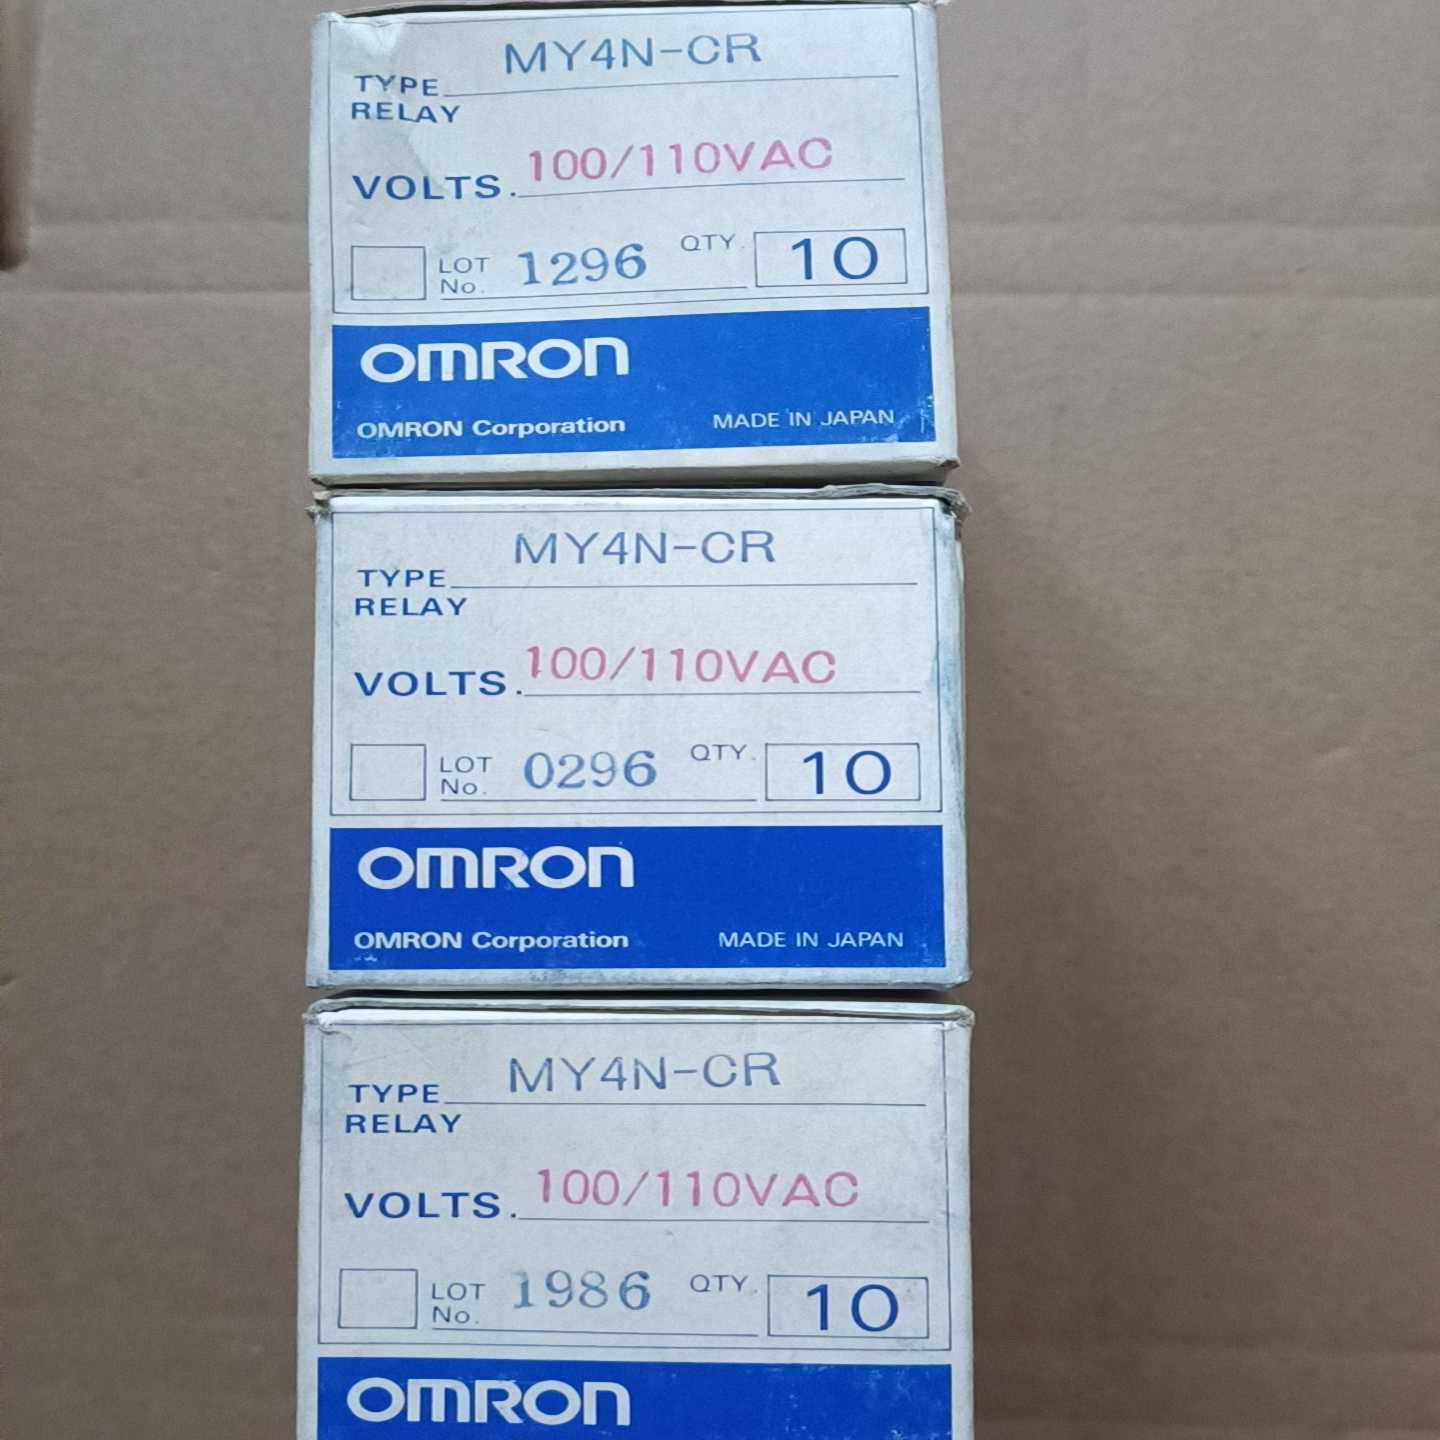 MY4N-CR
TYPE
RELAY
VOLTS. 100/110VAC
LOT No. 1296 QTY. 10
OMRON
OMRON Corporation MADE IN JAPAN
MY4N-CR
TYPE
RELAY
VOLTS. 100/110VAC
LOT No. 0296 QTY. 10
OMRON
OMRON Corporation MADE IN JAPAN
MY4N-CR
TYPE
RELAY
VOLTS. 100/110VAC
LOT No. 1986 QTY. 10
OMRON